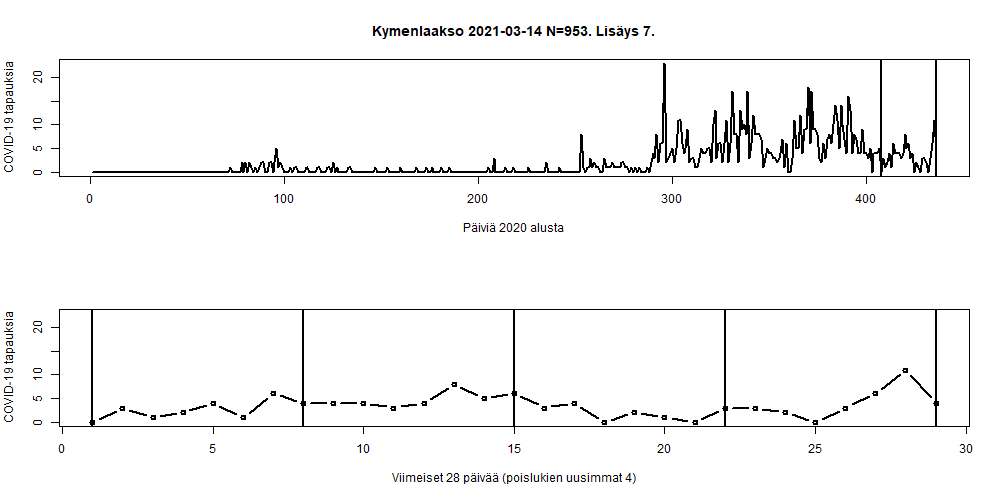 Kymenlaakso 2021-03-14 N=953. Lisäys 7.
COVID-19 tapauksia
20
10
5
0
0 100 200 300 400
Päiviä 2020 alusta
COVID-19 tapauksia
20
10
5
0
0 5 10 15 20 25 30
Viimeiset 28 päivää (poislukien uusimmat 4)